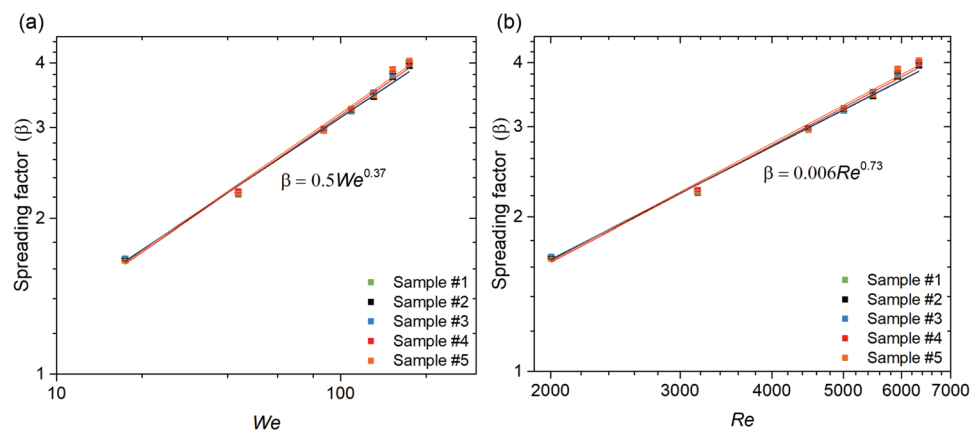 (a)
4
3
2
1
Spreading factor (β)
β = 0.5We^0.37
Sample #1
Sample #2
Sample #3
Sample #4
Sample #5
10
100
We
(b)
4
3
2
1
Spreading factor (β)
β = 0.006Re^0.73
Sample #1
Sample #2
Sample #3
Sample #4
Sample #5
2000
3000
4000
5000
6000
7000
Re